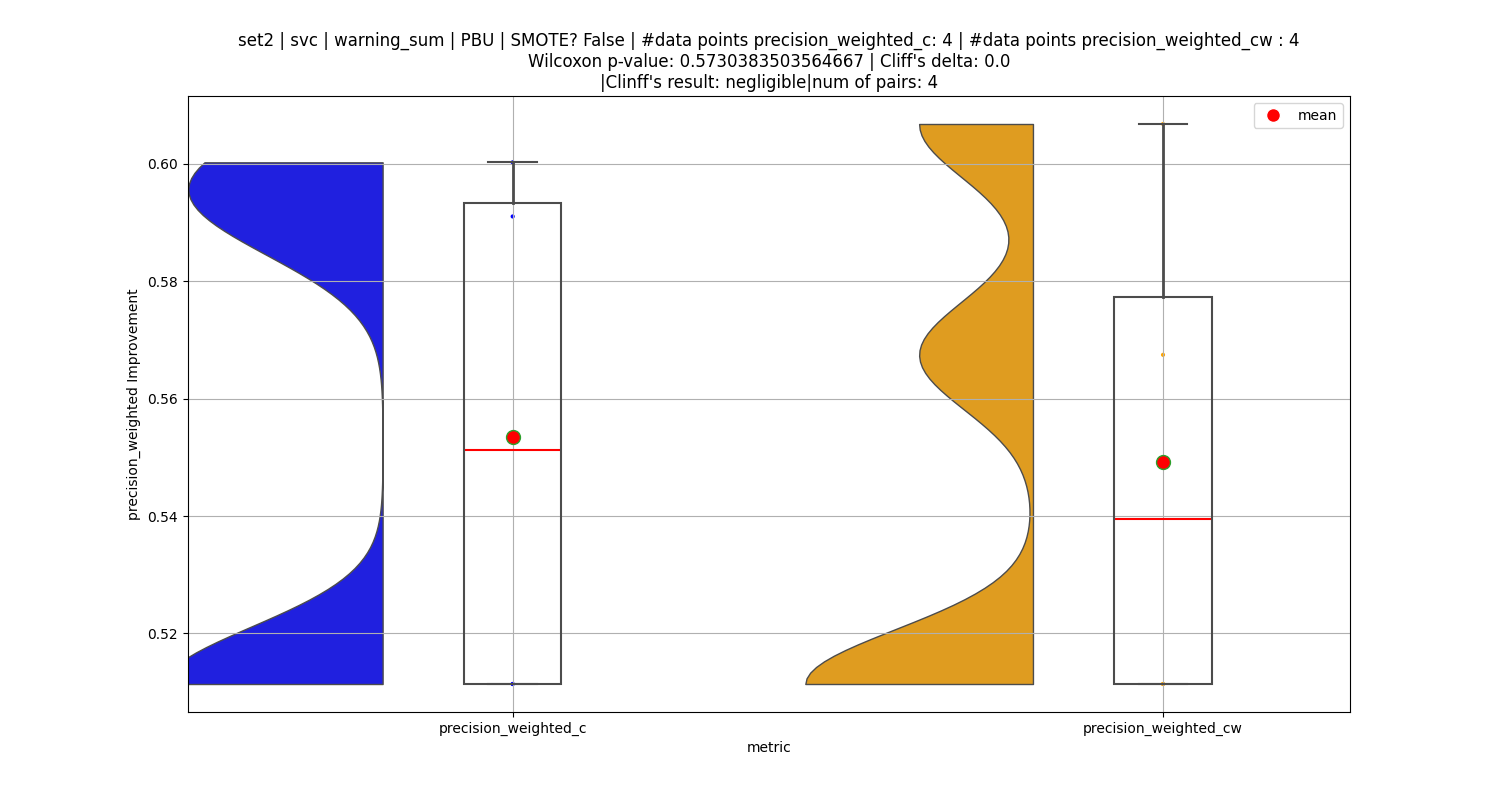 set2 | svc | warning_sum | PBU | SMOTE? False | #data points precision_weighted_c: 4 | #data points precision_weighted_cw : 4
Wilcoxon p-value: 0.5730383503564667 | Cliff's delta: 0.0
|Clinff's result: negligible|num of pairs: 4
mean
0.60
0.58
0.56
0.54
0.52
precision_weighted Improvement
precision_weighted_c
precision_weighted_cw
metric